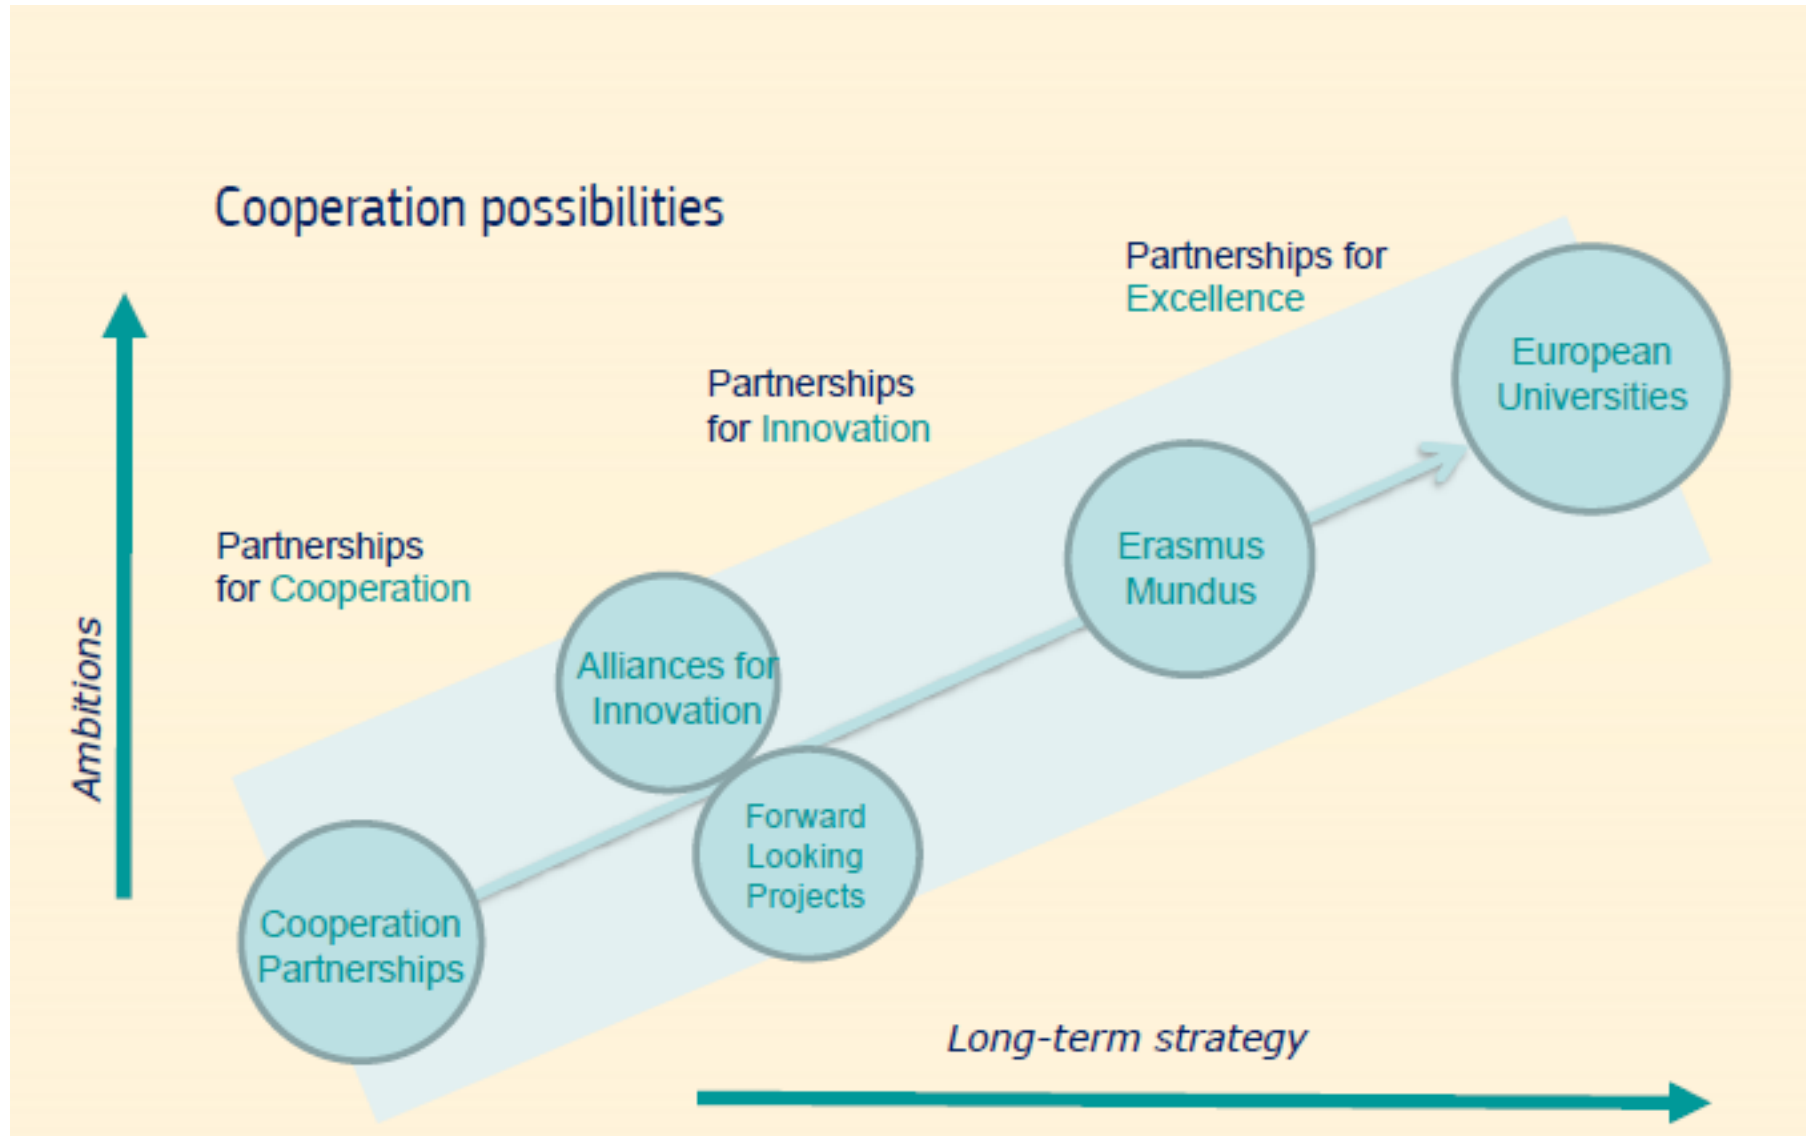 Cooperation possibilities
Partnerships for
Excellence
European
Universities
Partnerships
for Innovation
Erasmus
Mundus
Partnerships
for Cooperation
Alliances for
Innovation
Forward
Looking
Projects
Cooperation
Partnerships
Ambitions
Long-term strategy